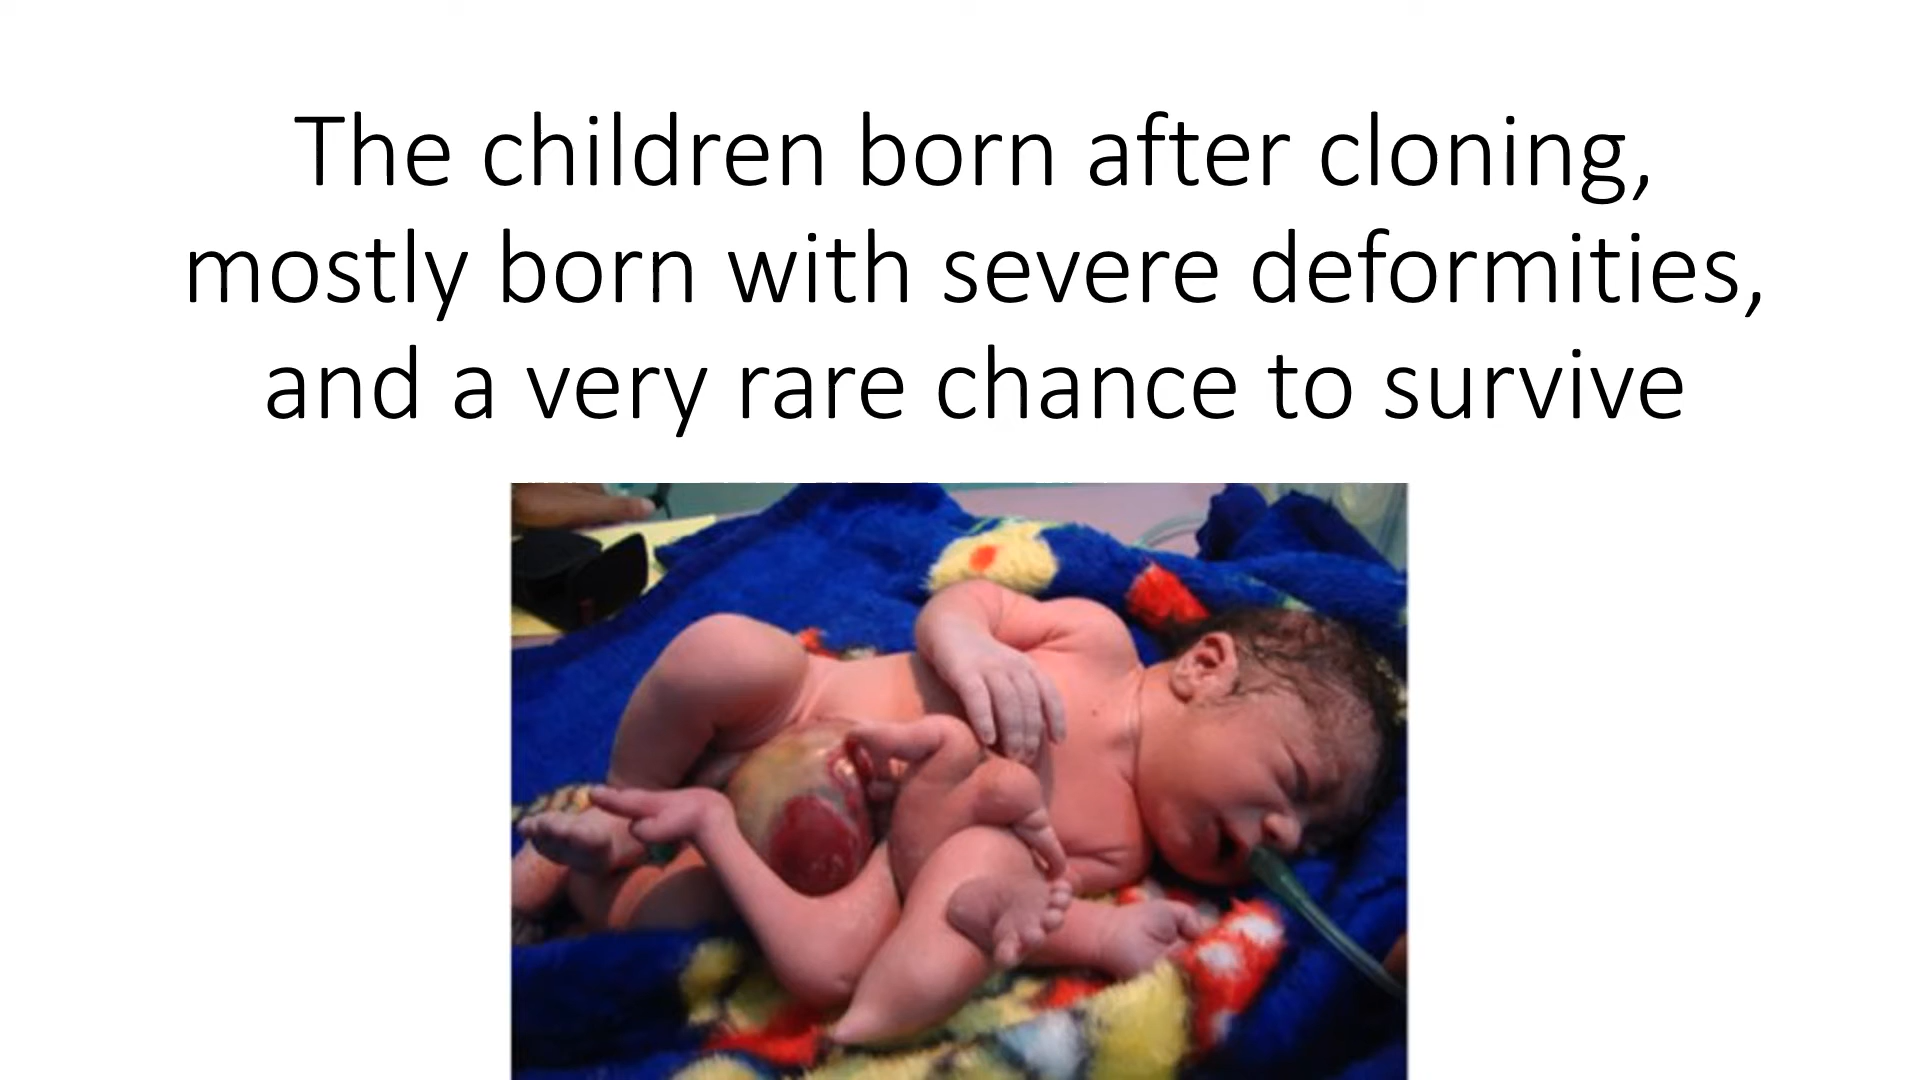 The children born after cloning,
mostly born with severe deformities,
and a very rare chance to survive